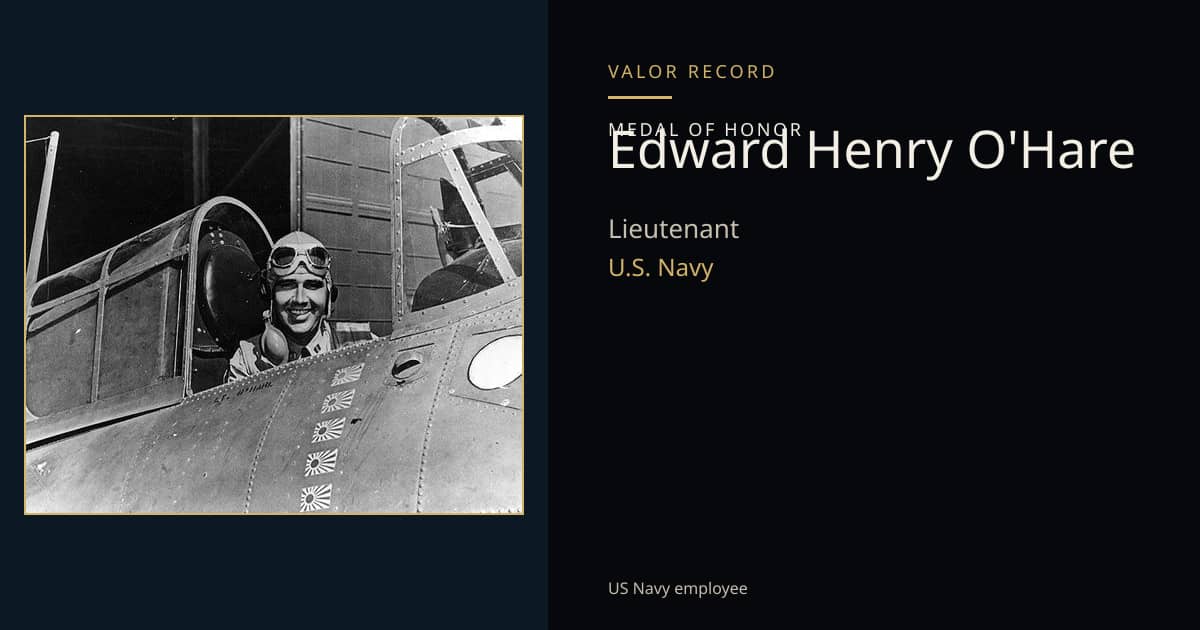 VALOR RECORD
MEDAL OF HONOR
Edward Henry O'Hare
Lieutenant
U.S. Navy
US Navy employee